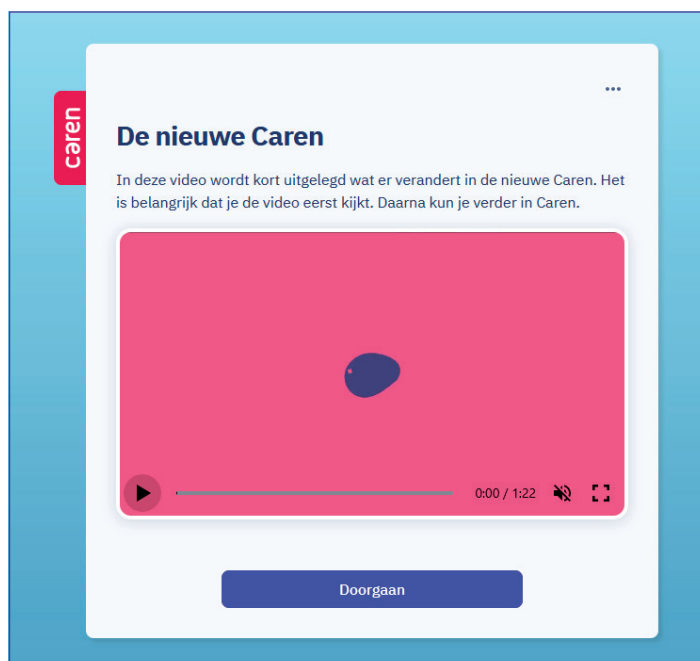 caren
De nieuwe Caren
In deze video wordt kort uitgelegd wat er verandert in de nieuwe Caren. Het
is belangrijk dat je de video eerst kijkt. Daarna kun je verder in Caren.
0:00 / 1:22
Doorgaan